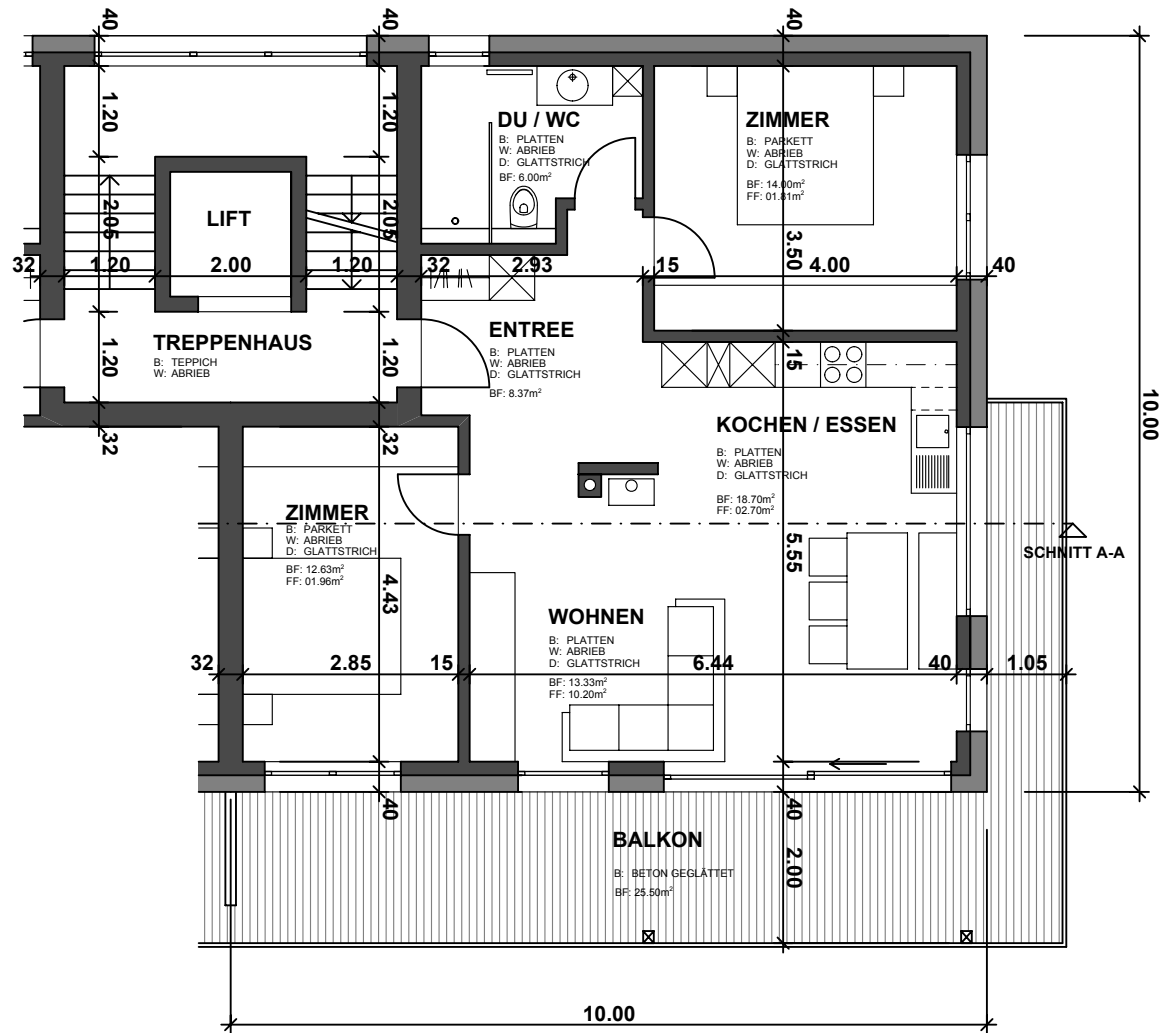 40
40
40
1.20
1.20
DU / WC
B: PLATTEN
W: ABRIEB
D: GLATTSTRICH
BF: 6.00m²
ZIMMER
B: PARKETT
W: ABRIEB
D: GLATTSTRICH
BF: 14.00m²
FF: 01.81m²
LIFT
2.05
2.05
3.50
32
1.20
2.00
1.20
32
2.93
15
4.00
40
TREPPENHAUS
B: TEPPICH
W: ABRIEB
1.20
1.20
ENTREE
B: PLATTEN
W: ABRIEB
D: GLATTSTRICH
BF: 8.37m²
15
10.00
32
32
KOCHEN / ESSEN
B: PLATTEN
W: ABRIEB
D: GLATTSTRICH
BF: 18.70m²
FF: 02.70m²
ZIMMER
B: PARKETT
W: ABRIEB
D: GLATTSTRICH
BF: 12.63m²
FF: 01.96m²
4.43
5.55
SCHNITT A-A
WOHNEN
B: PLATTEN
W: ABRIEB
D: GLATTSTRICH
BF: 13.33m²
FF: 10.20m²
32
2.85
15
6.44
40
1.05
40
40
BALKON
B: BETON GEGLÄTTET
BF: 25.50m²
2.00
10.00